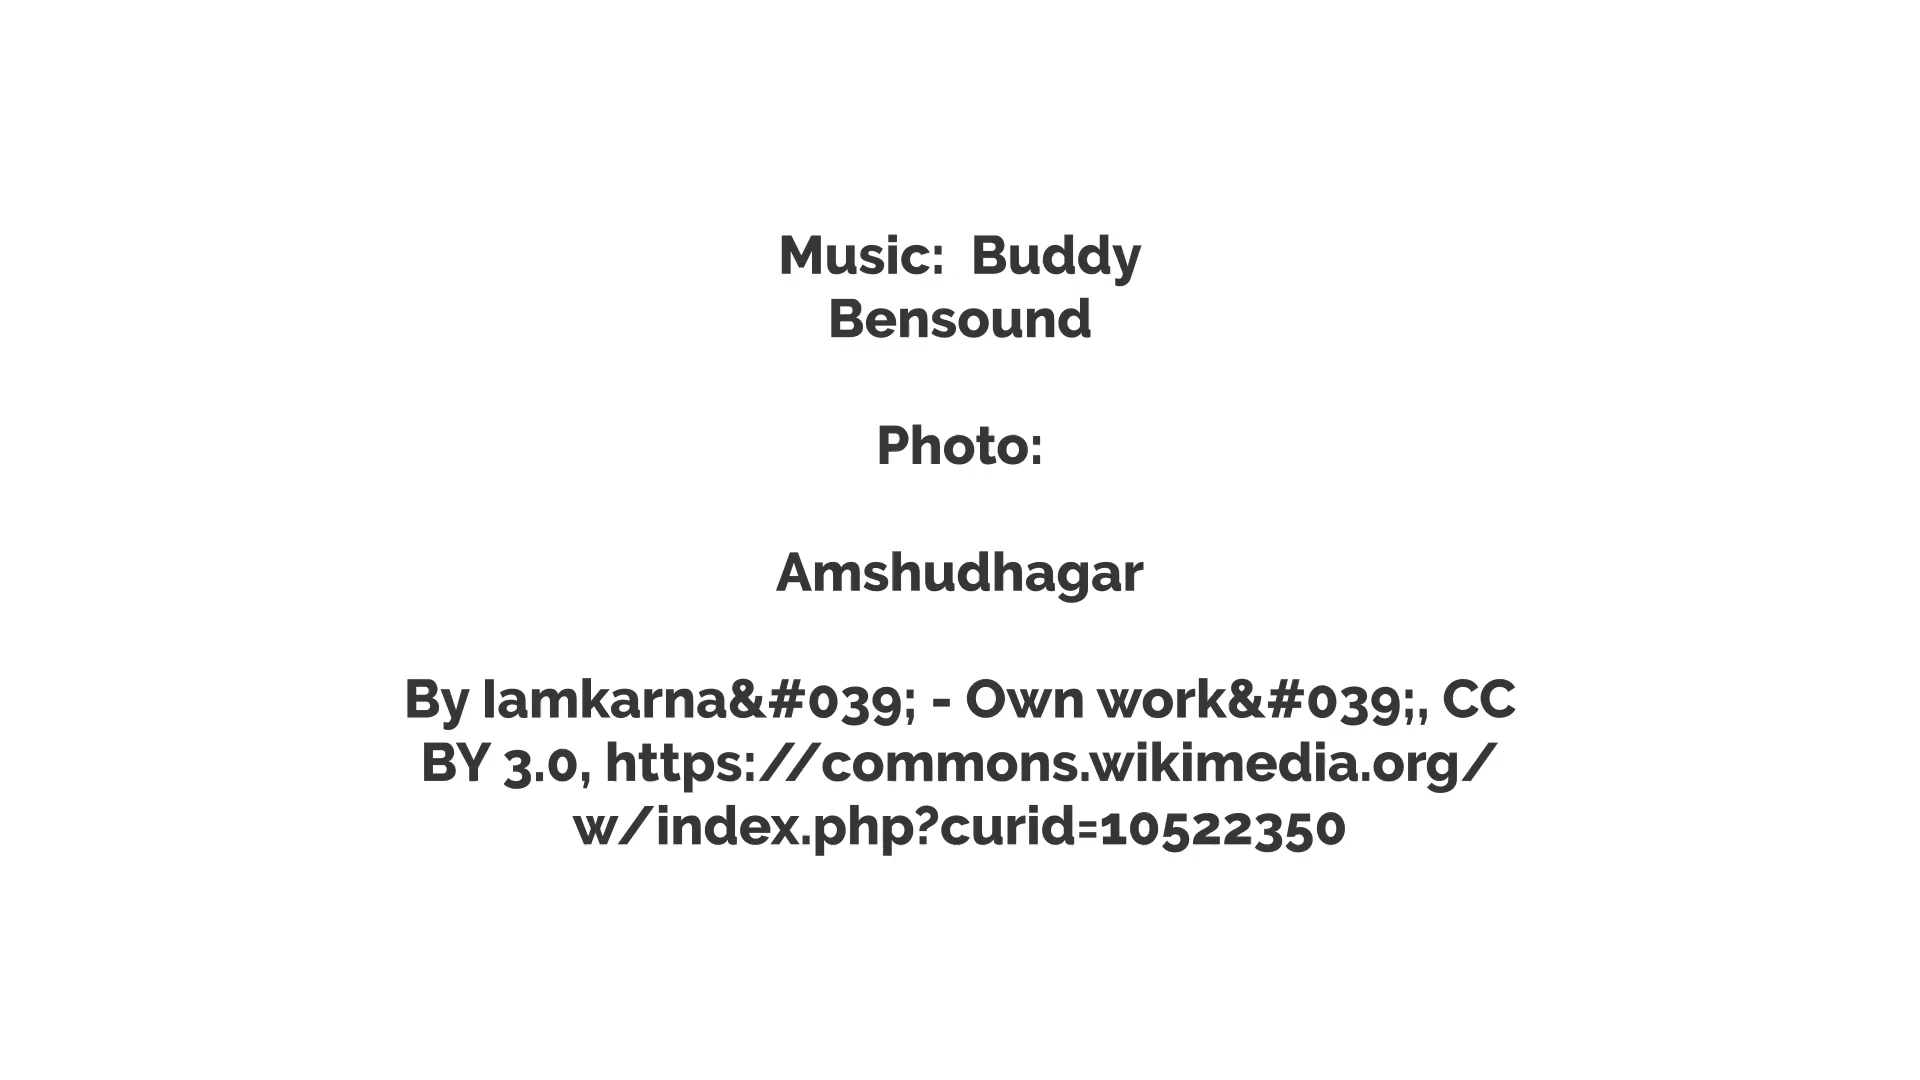 Music:  Buddy
Bensound
Photo:
Amshudhagar
By Iamkarna&#039; - Own work&#039;, CC
BY 3.0, https://commons.wikimedia.org/
w/index.php?curid=10522350